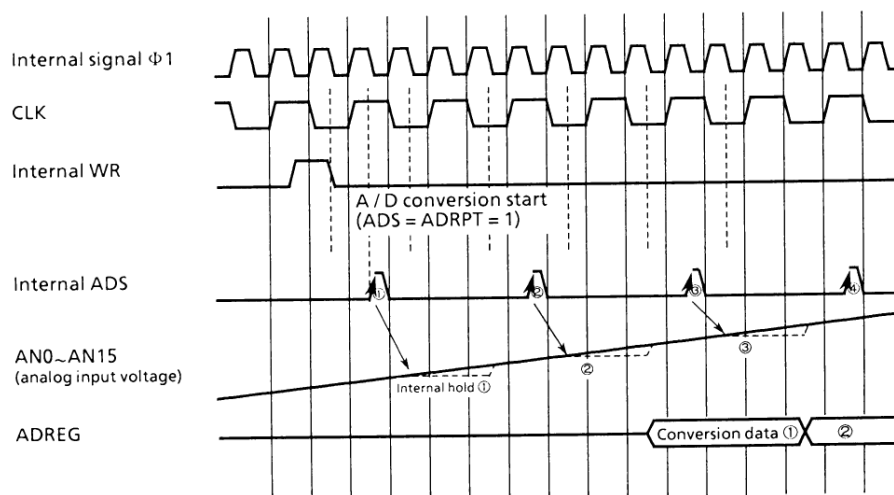 Internal signal Φ1
CLK
Internal WR
A / D conversion start
(ADS = ADRPT = 1)
Internal ADS
① ② ③ ④
AN0~AN15
(analog input voltage)
Internal hold ①
②
③
ADREG
Conversion data ① ②